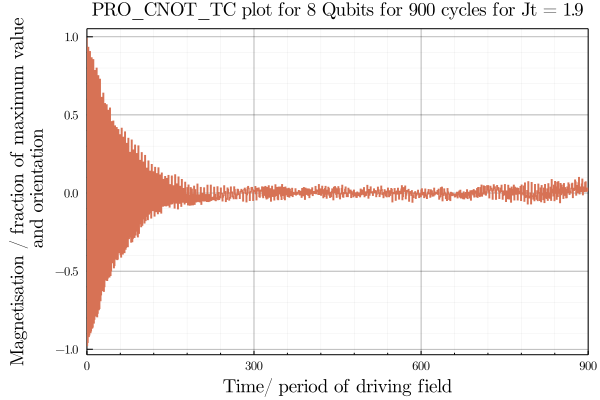 PRO_CNOT_TC plot for 8 Qubits for 900 cycles for Jt = 1.9
Magnetisation / fraction of maximum value
and orientation
1.0
0.5
0.0
−0.5
−1.0
0 300 600 900
Time/ period of driving field